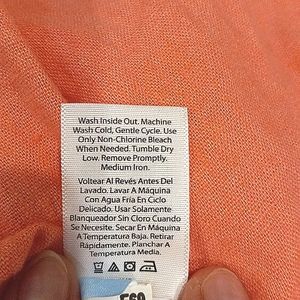 Wash Inside Out. Machine
Wash Cold, Gentle Cycle. Use
Only Non-Chlorine Bleach
When Needed. Tumble Dry
Low. Remove Promptly.
Medium Iron.
Voltear Al Revés Antes Del
Lavado. Lavar A Máquina
Con Agua Fría En Ciclo
Delicado. Usar Solamente
Blanqueador Sin Cloro Cuando
Se Necesite. Secar En Máquina
A Temperatura Baja. Retirar
Rápidamente. Planchar A
Temperatura Media.